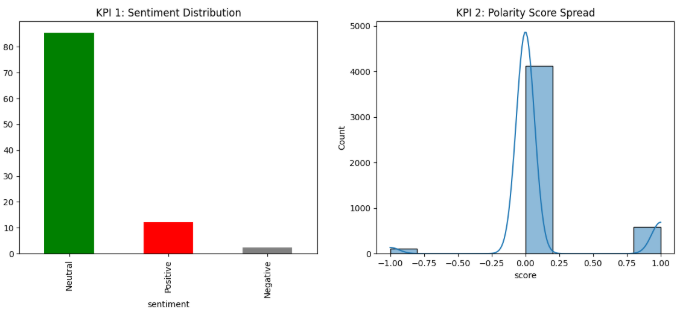 KPI 1: Sentiment Distribution
80
70
60
50
40
30
20
10
0
Neutral
Positive
Negative
sentiment
KPI 2: Polarity Score Spread
Count
5000
4000
3000
2000
1000
0
−1.00 −0.75 −0.50 −0.25 0.00 0.25 0.50 0.75 1.00
score